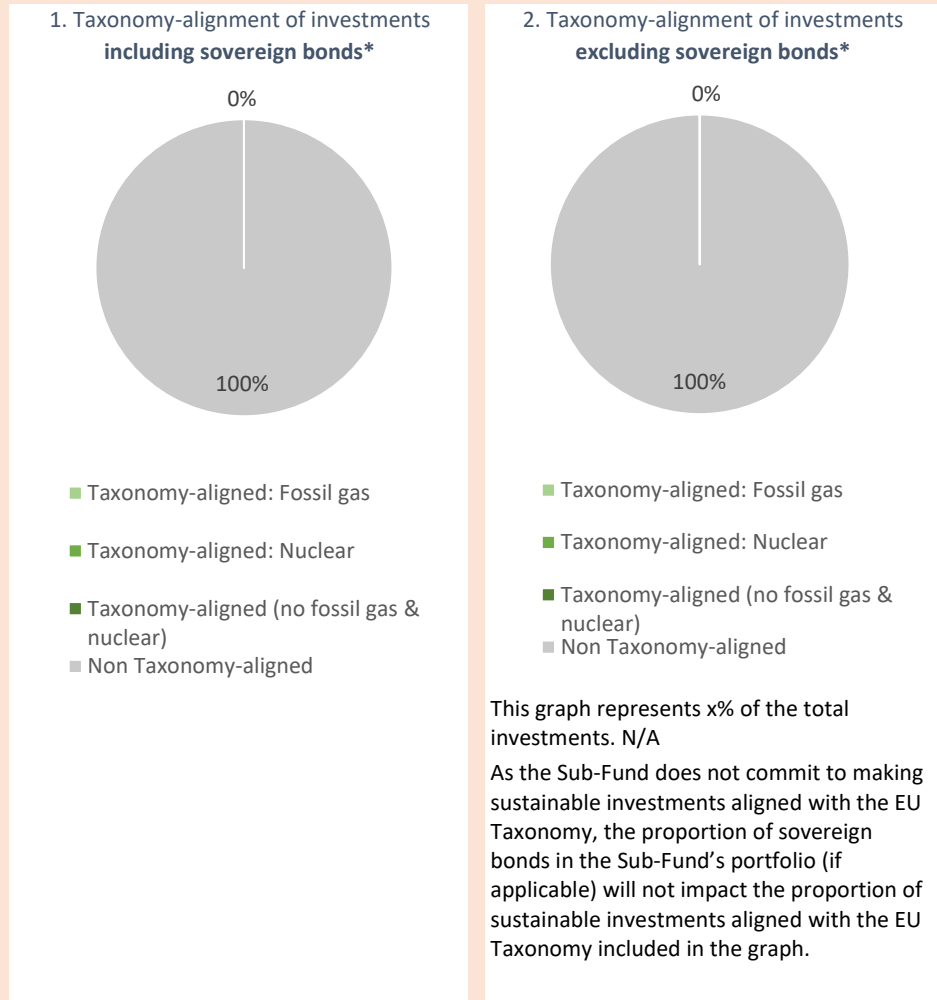 1. Taxonomy-alignment of investments
including sovereign bonds*
0%
100%
Taxonomy-aligned: Fossil gas
Taxonomy-aligned: Nuclear
Taxonomy-aligned (no fossil gas &
nuclear)
Non Taxonomy-aligned
2. Taxonomy-alignment of investments
excluding sovereign bonds*
0%
100%
Taxonomy-aligned: Fossil gas
Taxonomy-aligned: Nuclear
Taxonomy-aligned (no fossil gas &
nuclear)
Non Taxonomy-aligned
This graph represents x% of the total
investments. N/A
As the Sub-Fund does not commit to making
sustainable investments aligned with the EU
Taxonomy, the proportion of sovereign
bonds in the Sub-Fund’s portfolio (if
applicable) will not impact the proportion of
sustainable investments aligned with the EU
Taxonomy included in the graph.